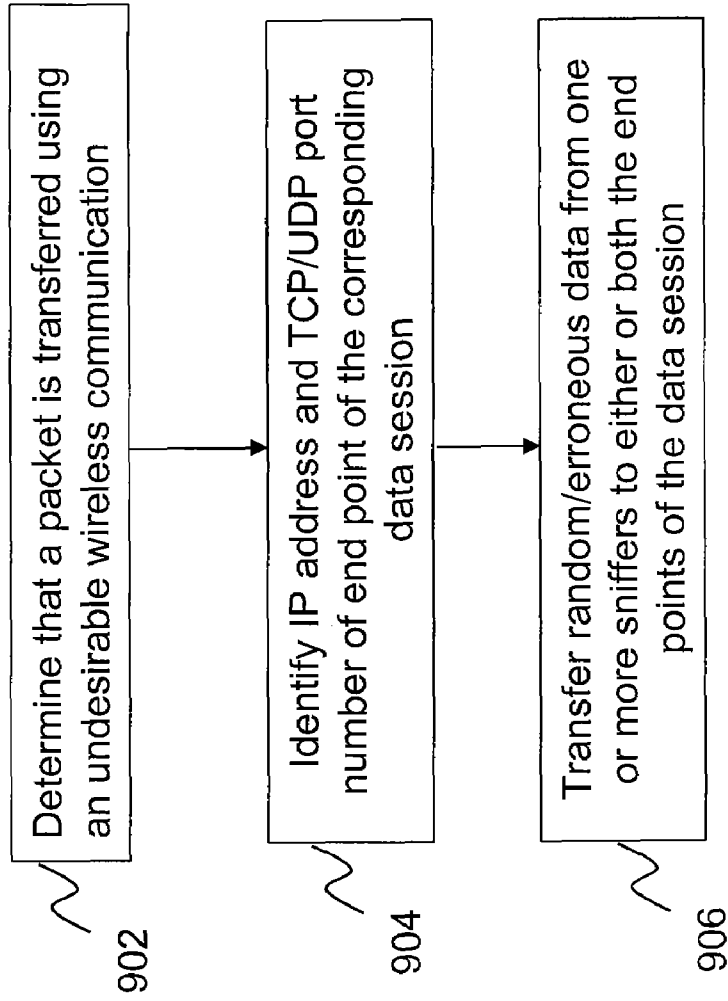 Determine that a packet is transferred using
an undesirable wireless communication
902
Identify IP address and TCP/UDP port
number of end point of the corresponding
data session
904
Transfer random/erroneous data from one
or more sniffers to either or both the end
points of the data session
906